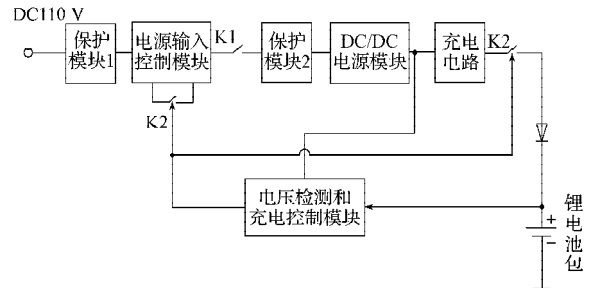 DC110 V
保护
模块1
电源输入
控制模块
K1
保护
模块2
DC/DC
电源模块
充电
电路
K2
K2
电压检测和
充电控制模块
+
−
锂电池包